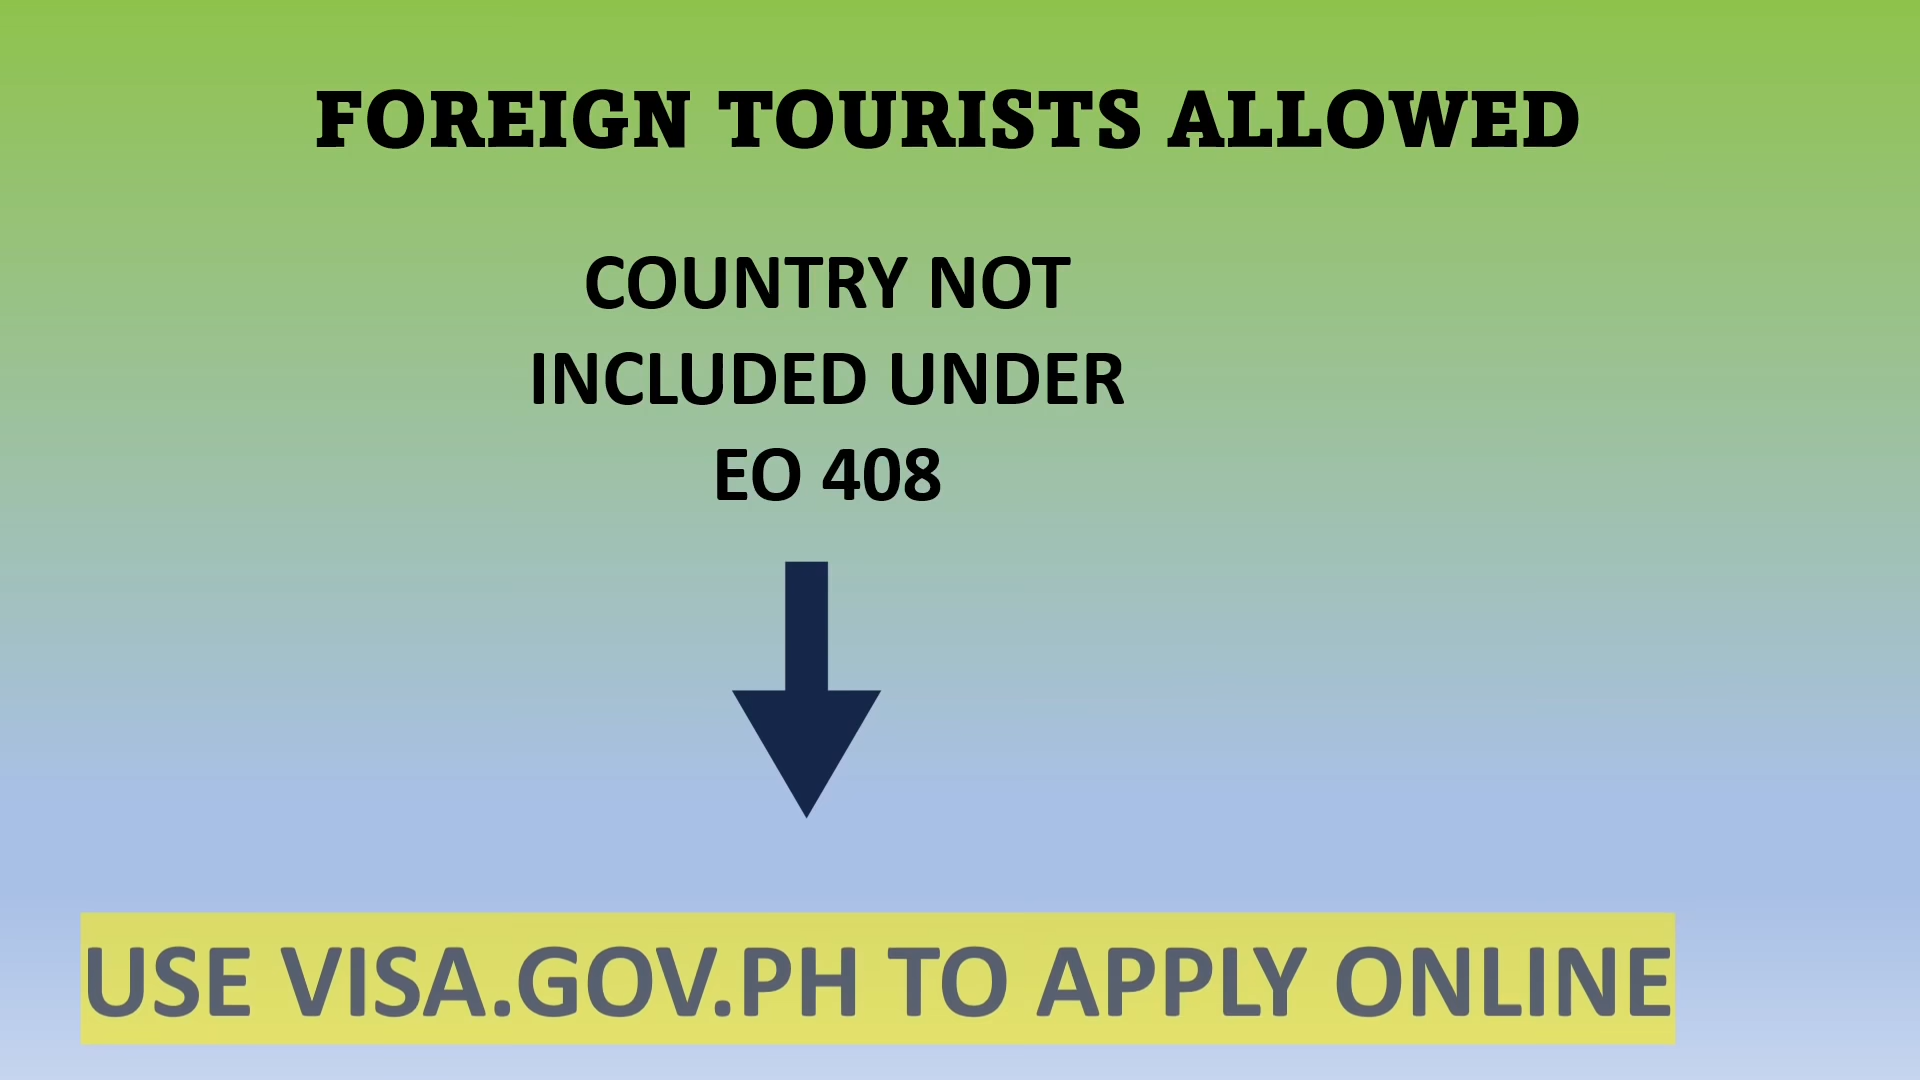 FOREIGN TOURISTS ALLOWED
COUNTRY NOT
INCLUDED UNDER
EO 408
USE VISA.GOV.PH TO APPLY ONLINE